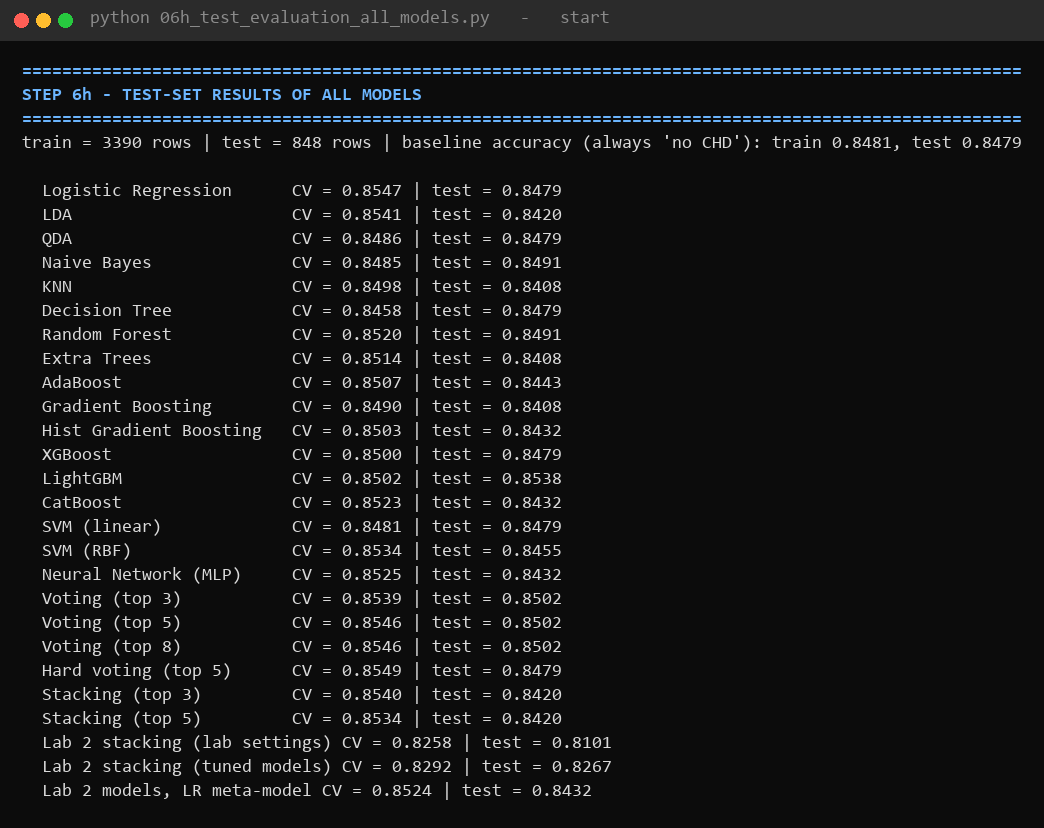 python 06h_test_evaluation_all_models.py   -   start
====================================================================================================
STEP 6h - TEST-SET RESULTS OF ALL MODELS
====================================================================================================
train = 3390 rows | test = 848 rows | baseline accuracy (always 'no CHD'): train 0.8481, test 0.8479
  Logistic Regression      CV = 0.8547 | test = 0.8479
  LDA                      CV = 0.8541 | test = 0.8420
  QDA                      CV = 0.8486 | test = 0.8479
  Naive Bayes              CV = 0.8485 | test = 0.8491
  KNN                      CV = 0.8498 | test = 0.8408
  Decision Tree            CV = 0.8458 | test = 0.8479
  Random Forest            CV = 0.8520 | test = 0.8491
  Extra Trees              CV = 0.8514 | test = 0.8408
  AdaBoost                 CV = 0.8507 | test = 0.8443
  Gradient Boosting        CV = 0.8490 | test = 0.8408
  Hist Gradient Boosting   CV = 0.8503 | test = 0.8432
  XGBoost                  CV = 0.8500 | test = 0.8479
  LightGBM                 CV = 0.8502 | test = 0.8538
  CatBoost                 CV = 0.8523 | test = 0.8432
  SVM (linear)             CV = 0.8481 | test = 0.8479
  SVM (RBF)                CV = 0.8534 | test = 0.8455
  Neural Network (MLP)     CV = 0.8525 | test = 0.8432
  Voting (top 3)           CV = 0.8539 | test = 0.8502
  Voting (top 5)           CV = 0.8546 | test = 0.8502
  Voting (top 8)           CV = 0.8546 | test = 0.8502
  Hard voting (top 5)      CV = 0.8549 | test = 0.8479
  Stacking (top 3)         CV = 0.8540 | test = 0.8420
  Stacking (top 5)         CV = 0.8534 | test = 0.8420
  Lab 2 stacking (lab settings) CV = 0.8258 | test = 0.8101
  Lab 2 stacking (tuned models) CV = 0.8292 | test = 0.8267
  Lab 2 models, LR meta-model CV = 0.8524 | test = 0.8432